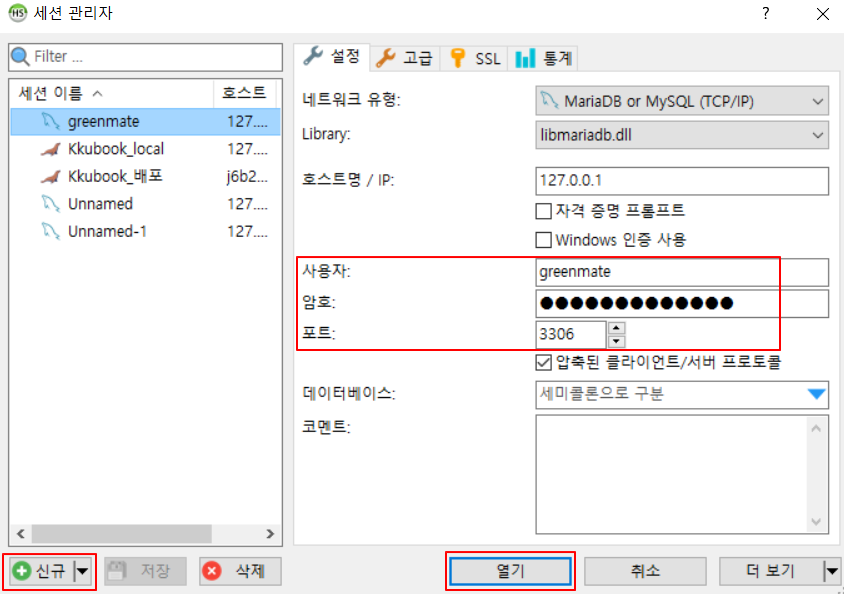 HS 세션 관리자
Filter ...
세션 이름 호스트
greenmate 127....
Kkubook_local 127....
Kkubook_배포 j6b2...
Unnamed 127....
Unnamed-1 127....
설정 고급 SSL 통계
네트워크 유형: MariaDB or MySQL (TCP/IP)
Library: libmariadb.dll
호스트명 / IP: 127.0.0.1
자격 증명 프롬프트
Windows 인증 사용
사용자: greenmate
암호: ●●●●●●●●●●●●●
포트: 3306
압축된 클라이언트/서버 프로토콜
데이터베이스: 세미콜론으로 구분
코멘트:
신규 저장 삭제 열기 취소 더 보기